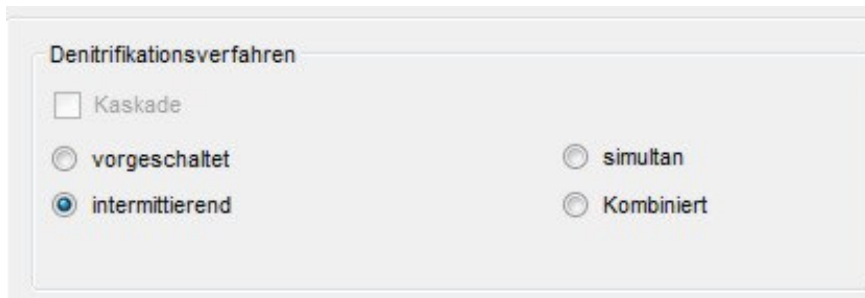 Denitrifikationsverfahren
Kaskade
vorgeschaltet simultan
intermittierend Kombiniert